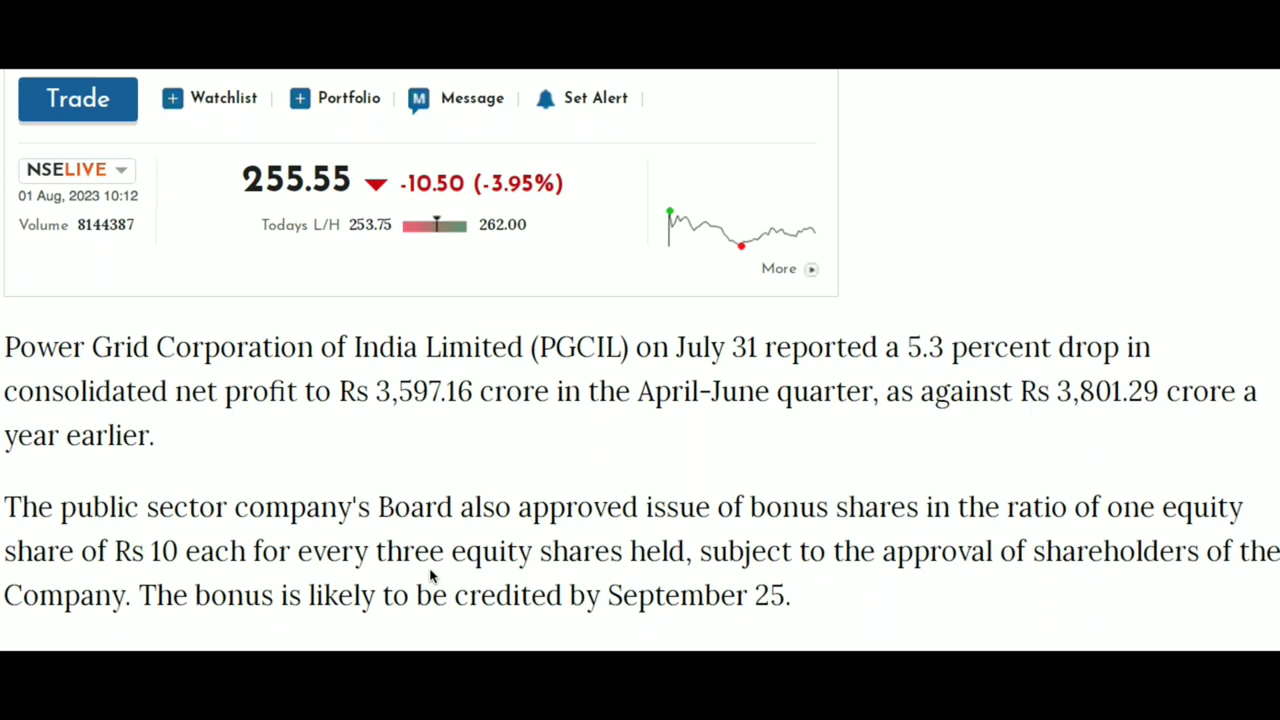 Trade Watchlist Portfolio M Message Set Alert
NSELIVE 255.55 -10.50 (-3.95%)
01 Aug, 2023 10:12
Volume 8144387 Todays L/H 253.75 262.00
More
Power Grid Corporation of India Limited (PGCIL) on July 31 reported a 5.3 percent drop in
consolidated net profit to Rs 3,597.16 crore in the April-June quarter, as against Rs 3,801.29 crore a
year earlier.
The public sector company's Board also approved issue of bonus shares in the ratio of one equity
share of Rs 10 each for every three equity shares held, subject to the approval of shareholders of the
Company. The bonus is likely to be credited by September 25.